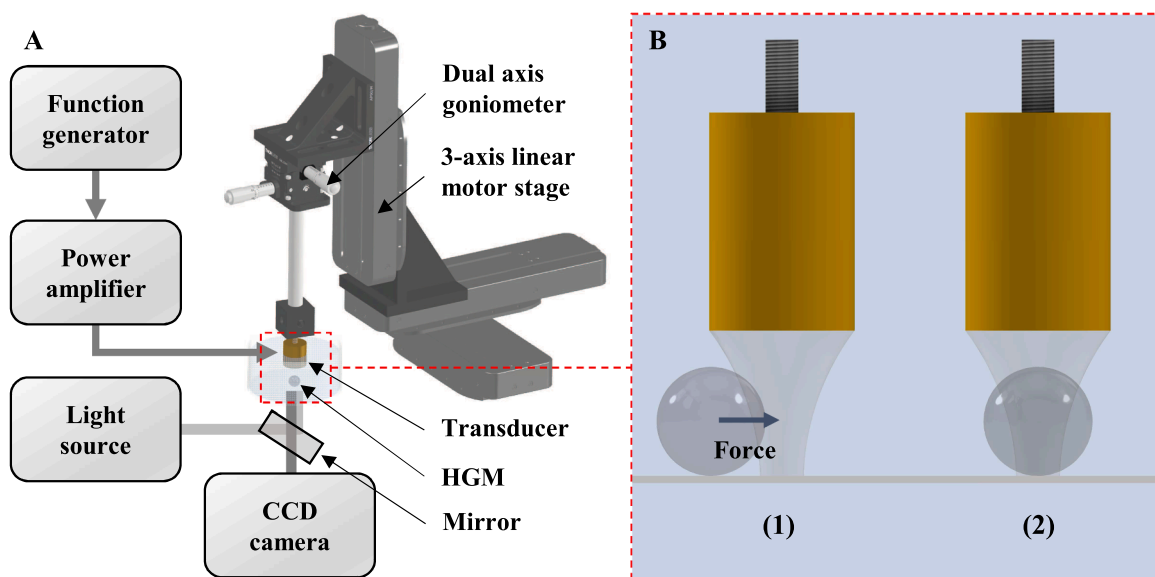 A
Function
generator
Power
amplifier
Light
source
CCD
camera
Dual axis
goniometer
3-axis linear
motor stage
Transducer
HGM
Mirror
B
Force
(1)
(2)